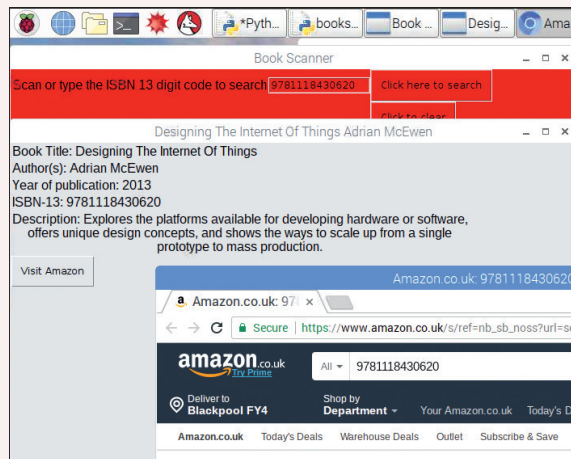 *Pyth...
books...
Book ...
Desig...
Ama
Book Scanner
Scan or type the ISBN 13 digit code to search 9781118430620 Click here to search
Click to clear
Designing The Internet Of Things Adrian McEwen
Book Title: Designing The Internet Of Things
Author(s): Adrian McEwen
Year of publication: 2013
ISBN-13: 9781118430620
Description: Explores the platforms available for developing hardware or software,
offers unique design concepts, and shows the ways to scale up from a single
prototype to mass production.
Visit Amazon
Amazon.co.uk: 9781118430620
a Amazon.co.uk: 97 ×
Secure https://www.amazon.co.uk/s/ref=nb_sb_noss?url=se
amazon.co.uk
Try Prime
All 9781118430620
Deliver to
Blackpool FY4
Shop by
Department
Your Amazon.co.uk Today's D
Amazon.co.uk Today's Deals Warehouse Deals Outlet Subscribe & Save